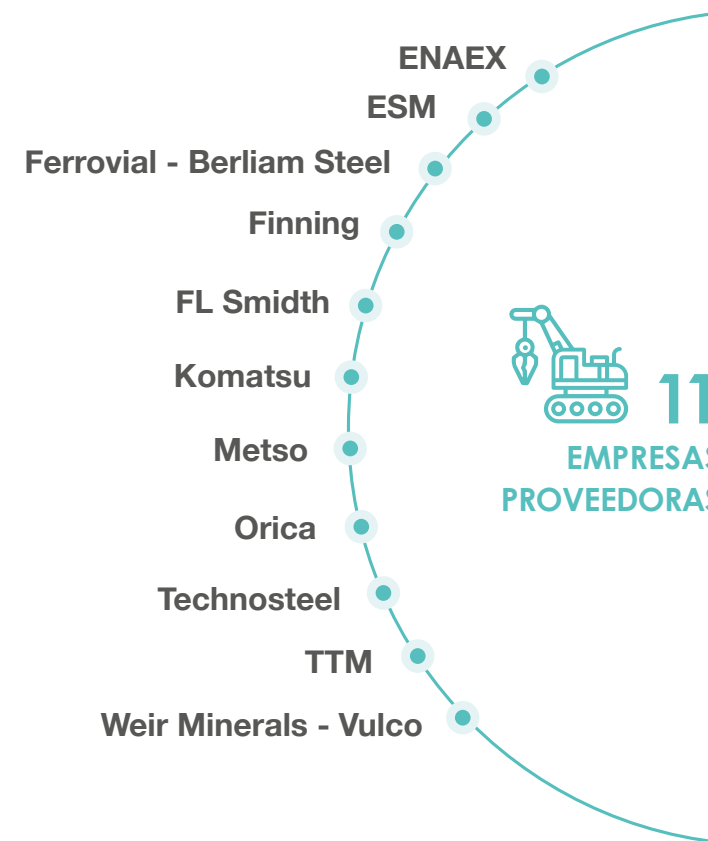 ENAEX
ESM
Ferrovial - Berliam Steel
Finning
FL Smidth
Komatsu
Metso
Orica
Technosteel
TTM
Weir Minerals - Vulco
11
EMPRESAS
PROVEEDORAS